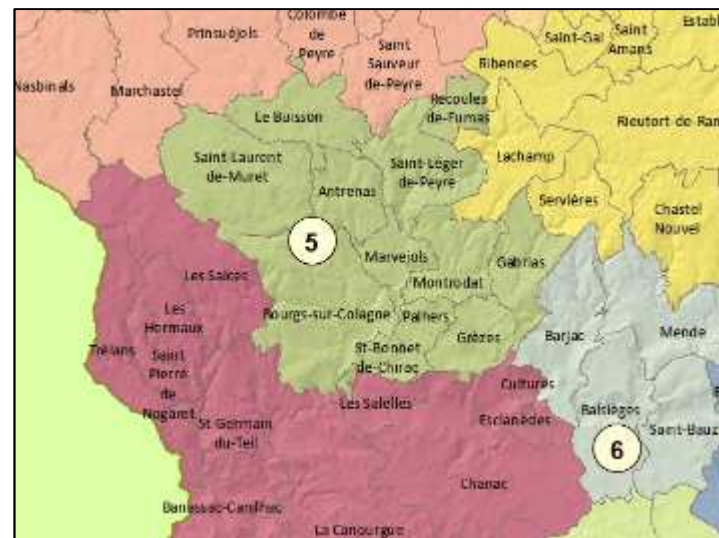 Colombe
de
Peyre
Prinsuéjols
Saint
Sauveur
de-Peyre
Saint-Gal
Saint
Amans
Establ
Nasbinals
Marchastel
Ribennes
Recoules
de-Fumas
Le Buisson
Rieutort-de-Ran
Saint-Laurent
de-Muret
Saint-Léger
de-Peyre
Lachamp
Antrenas
Servières
Chastel
Nouvel
5
Marvejols
Gabrias
Les Salces
Montrodat
Les
Hermaux
Bourgs-sur-Colagne
Palhers
Mende
Trélans
Saint
Pierre
de
Nogaret
St-Bonnet
de-Chirac
Grèzes
Barjac
Cultures
Les Salelles
Balsièges
St Germain
du-Teil
Esclanèdes
Saint-Bauz
6
Chanac
Banassac-Canilhac
La Canourgue